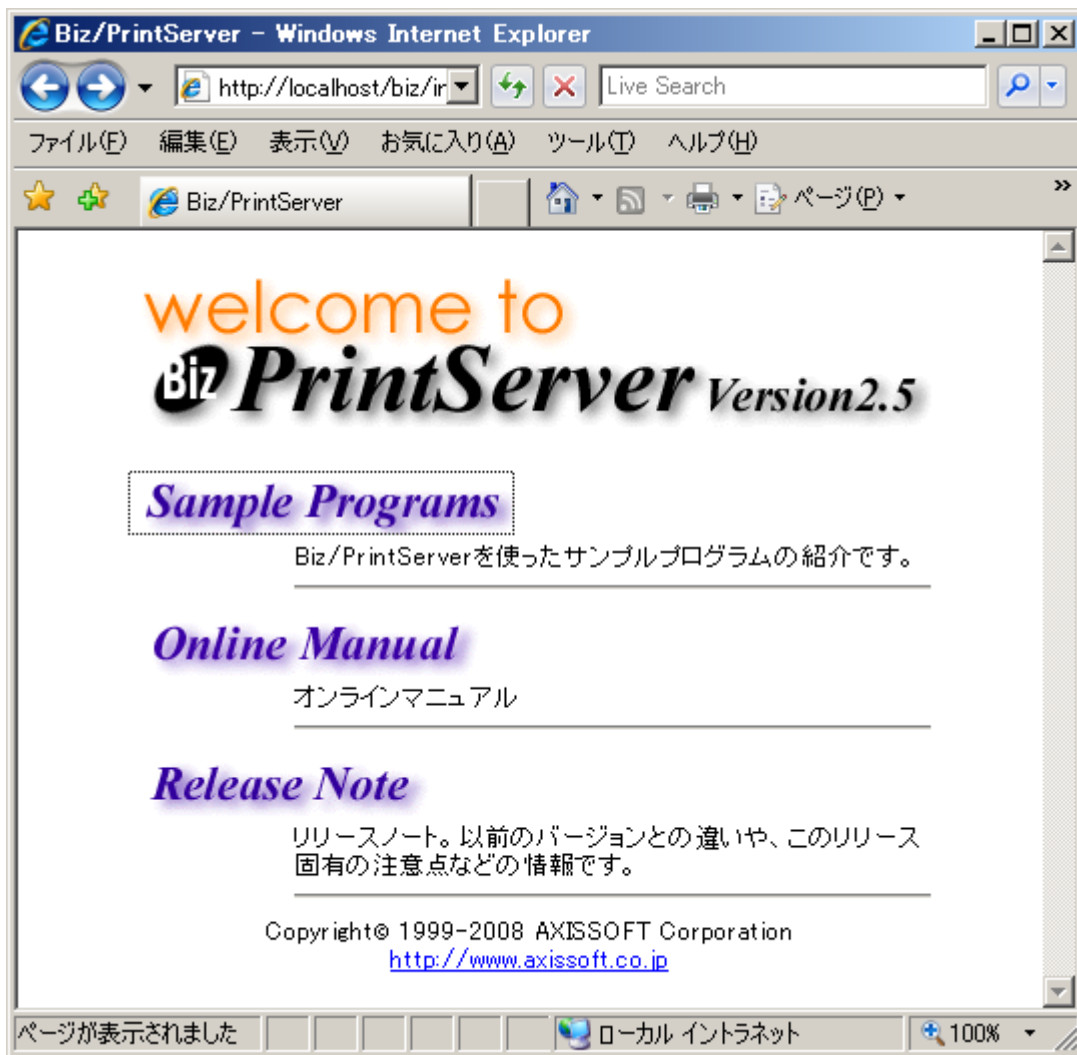 Biz/PrintServer - Windows Internet Explorer
http://localhost/biz/ir
Live Search
ファイル(F) 編集(E) 表示(V) お気に入り(A) ツール(T) ヘルプ(H)
Biz/PrintServer
ページ(P)
welcome to
Biz PrintServer Version2.5
Sample Programs
Biz/PrintServerを使ったサンプルプログラムの紹介です。
Online Manual
オンラインマニュアル
Release Note
リリースノート。以前のバージョンとの違いや、このリリース
固有の注意点などの情報です。
Copyright© 1999-2008 AXISSOFT Corporation
http://www.axissoft.co.jp
ページが表示されました
ローカル イントラネット
100%